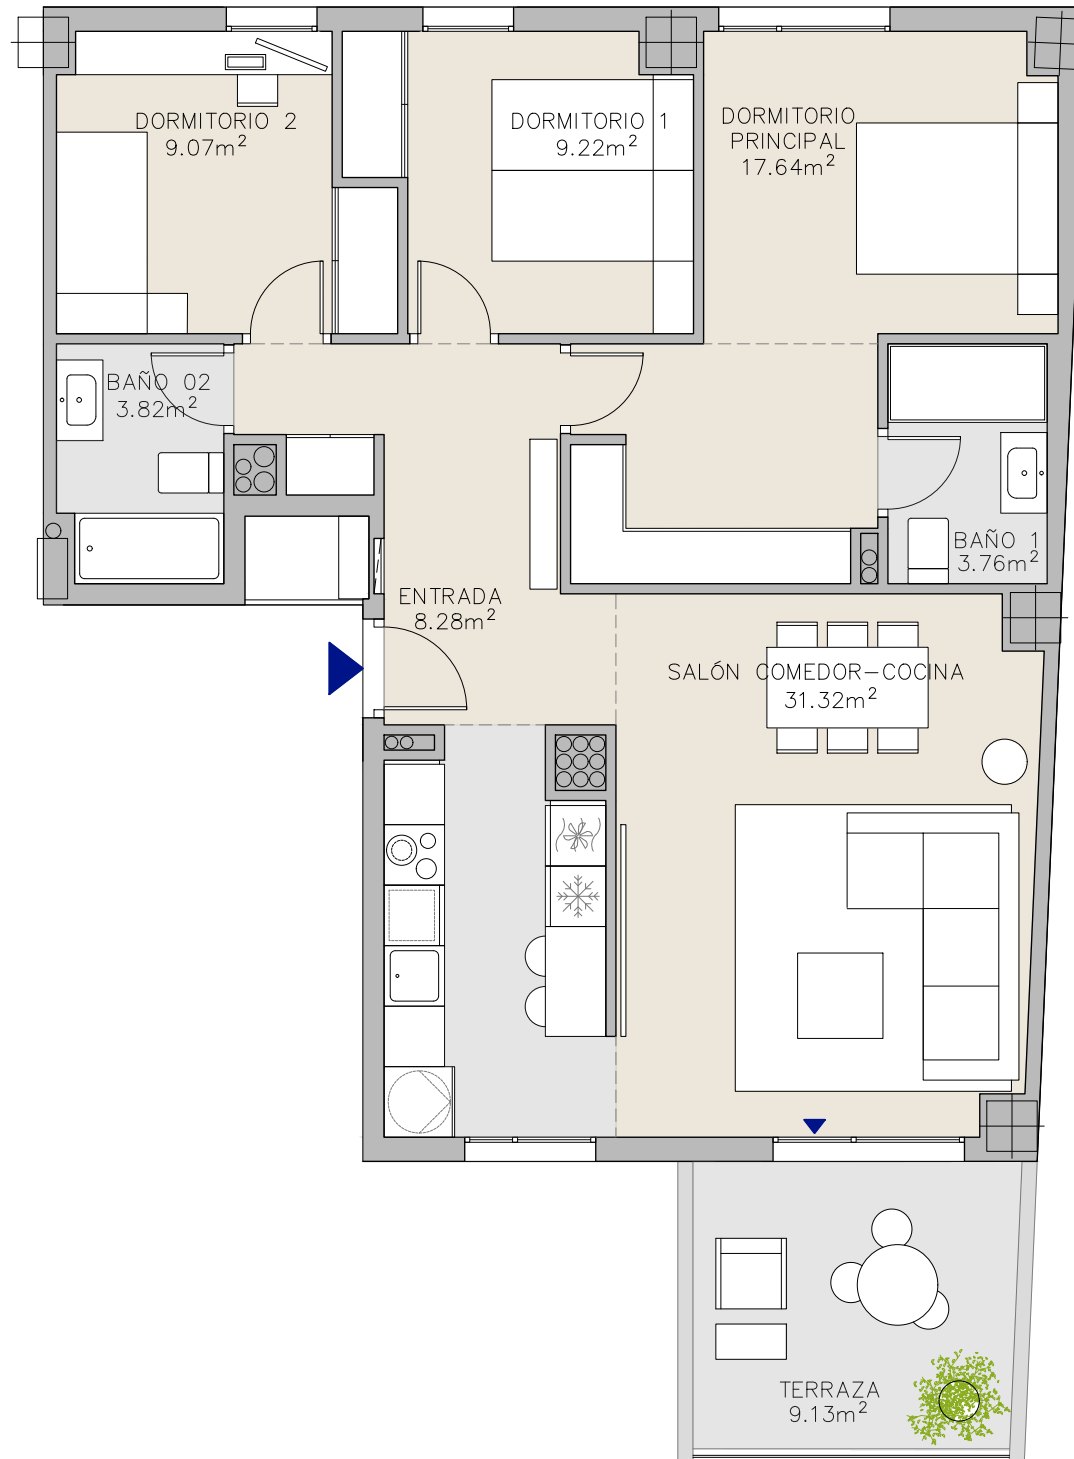 DORMITORIO 2
9.07m²
DORMITORIO 1
9.22m²
DORMITORIO
PRINCIPAL
17.64m²
BAÑO 02
3.82m²
BAÑO 1
3.76m²
ENTRADA
8.28m²
SALÓN COMEDOR-COCINA
31.32m²
TERRAZA
9.13m²